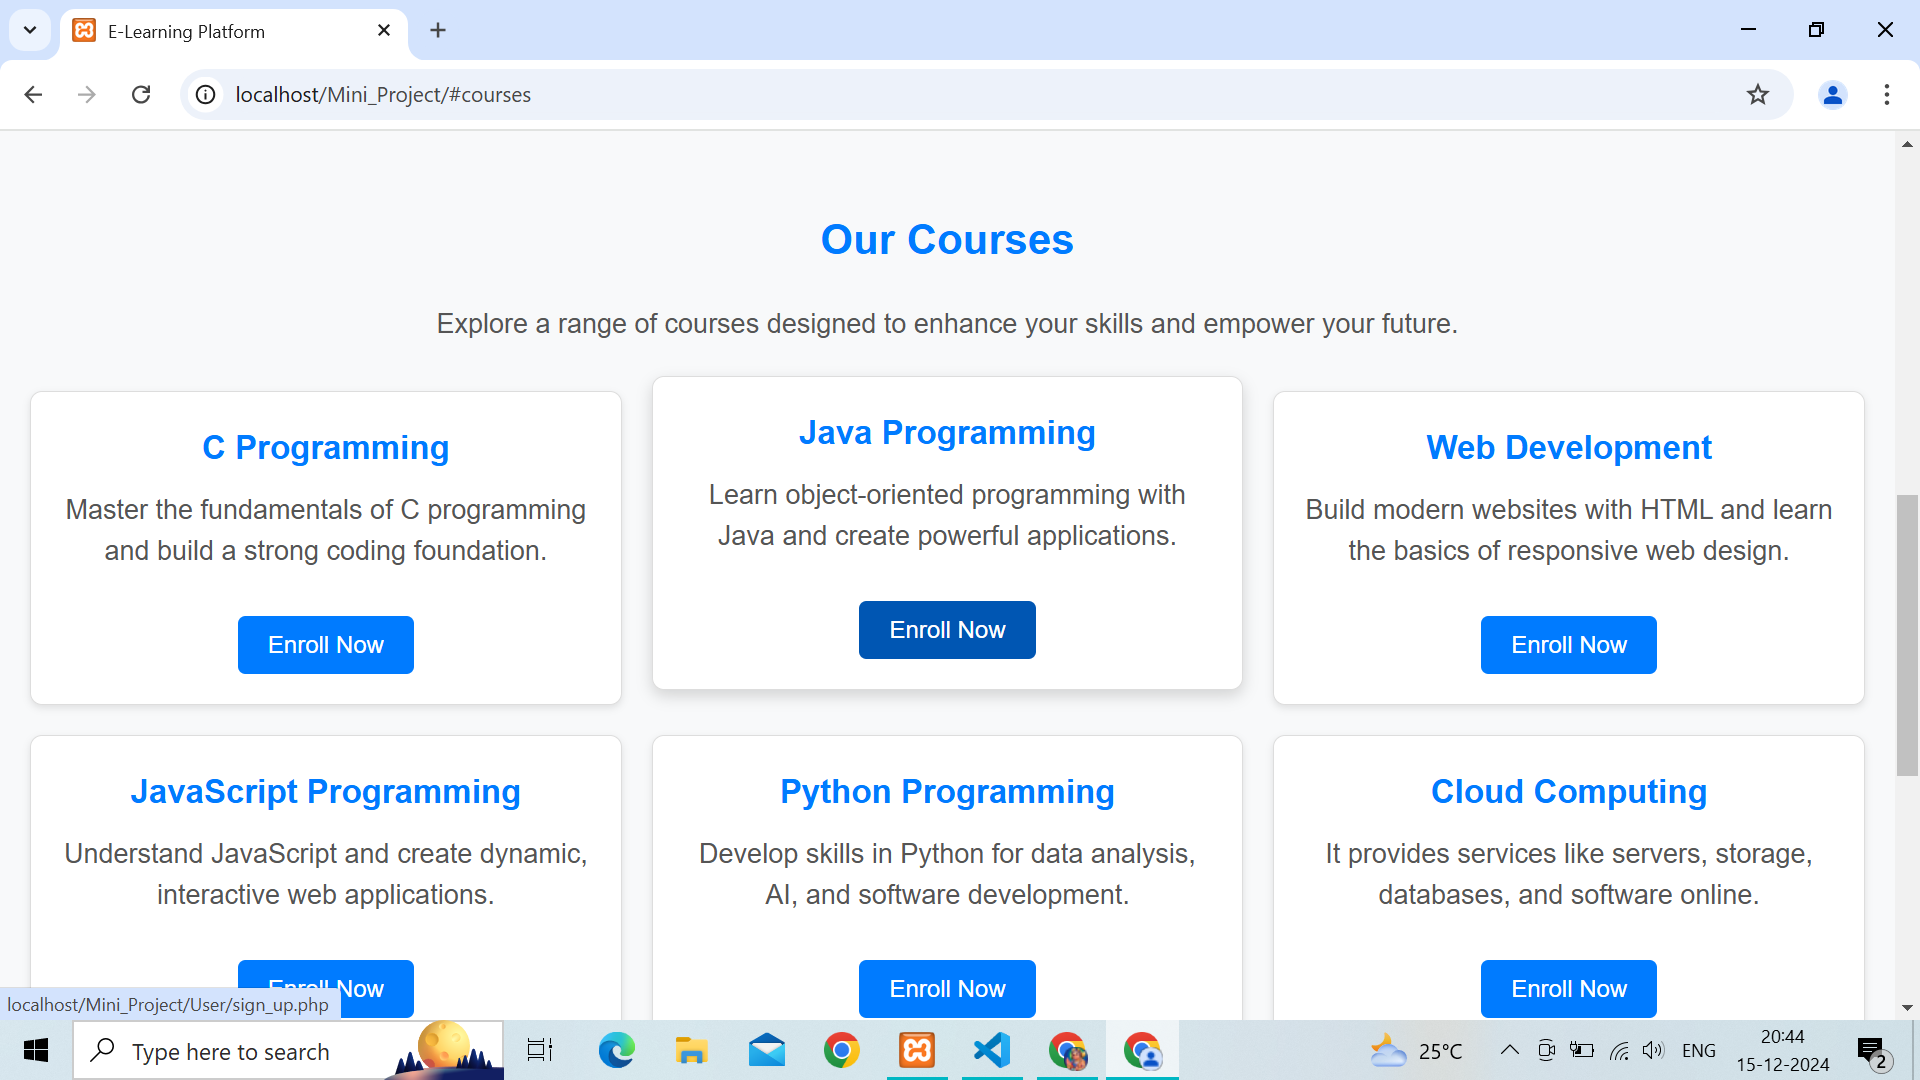 E-Learning Platform
localhost/Mini_Project/#courses
Our Courses
Explore a range of courses designed to enhance your skills and empower your future.
C Programming
Master the fundamentals of C programming
and build a strong coding foundation.
Enroll Now
Java Programming
Learn object-oriented programming with
Java and create powerful applications.
Enroll Now
Web Development
Build modern websites with HTML and learn
the basics of responsive web design.
Enroll Now
JavaScript Programming
Understand JavaScript and create dynamic,
interactive web applications.
Enroll Now
Python Programming
Develop skills in Python for data analysis,
AI, and software development.
Enroll Now
Cloud Computing
It provides services like servers, storage,
databases, and software online.
Enroll Now
localhost/Mini_Project/User/sign_up.php
Type here to search
25°C
ENG
20:44
15-12-2024
2